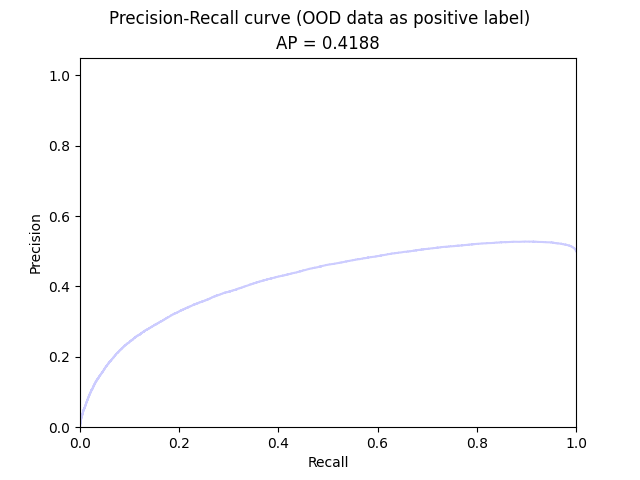 Precision-Recall curve (OOD data as positive label)
AP = 0.4188
1.0
0.8
0.6
0.4
0.2
0.0
Precision
0.0 0.2 0.4 0.6 0.8 1.0
Recall